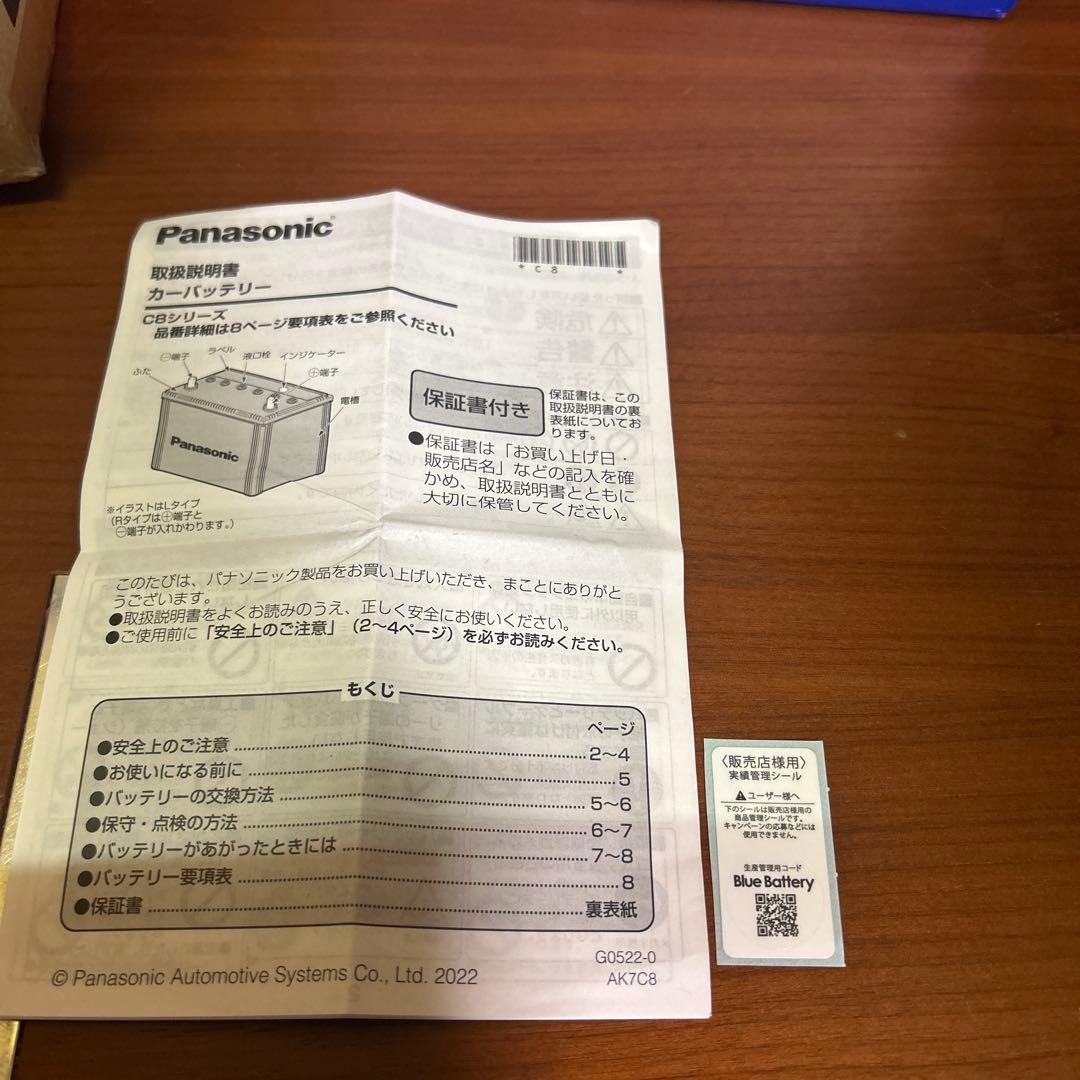 Panasonic
*C8*
取扱説明書
カーバッテリー
C8シリーズ
品番詳細は8ページ要項表をご参照ください
⊖端子
ラベル
液口栓
インジケーター
⊕端子
ふた
電槽
Panasonic
※イラストはLタイプ
(Rタイプは⊕端子と
⊖端子が入れかわります。)
保証書付き
保証書は、この
取扱説明書の裏
表紙についてお
ります。
●保証書は「お買い上げ日・
販売店名」などの記入を確
かめ、取扱説明書とともに
大切に保管してください。
このたびは、パナソニック製品をお買い上げいただき、まことにありがと
うございます。
●取扱説明書をよくお読みのうえ、正しく安全にお使いください。
●ご使用前に「安全上のご注意」(2〜4ページ)を必ずお読みください。
もくじ
ページ
●安全上のご注意 2〜4
●お使いになる前に 5
●バッテリーの交換方法 5〜6
●保守・点検の方法 6〜7
●バッテリーがあがったときには 7〜8
●バッテリー要項表 8
●保証書 裏表紙
© Panasonic Automotive Systems Co., Ltd. 2022
G0522-0
AK7C8
〈販売店様用〉
実績管理シール
⚠ユーザー様へ
下のシールは販売店様用の
商品管理シールです。
キャンペーンの応募などには
使用できません。
生産管理用コード
Blue Battery